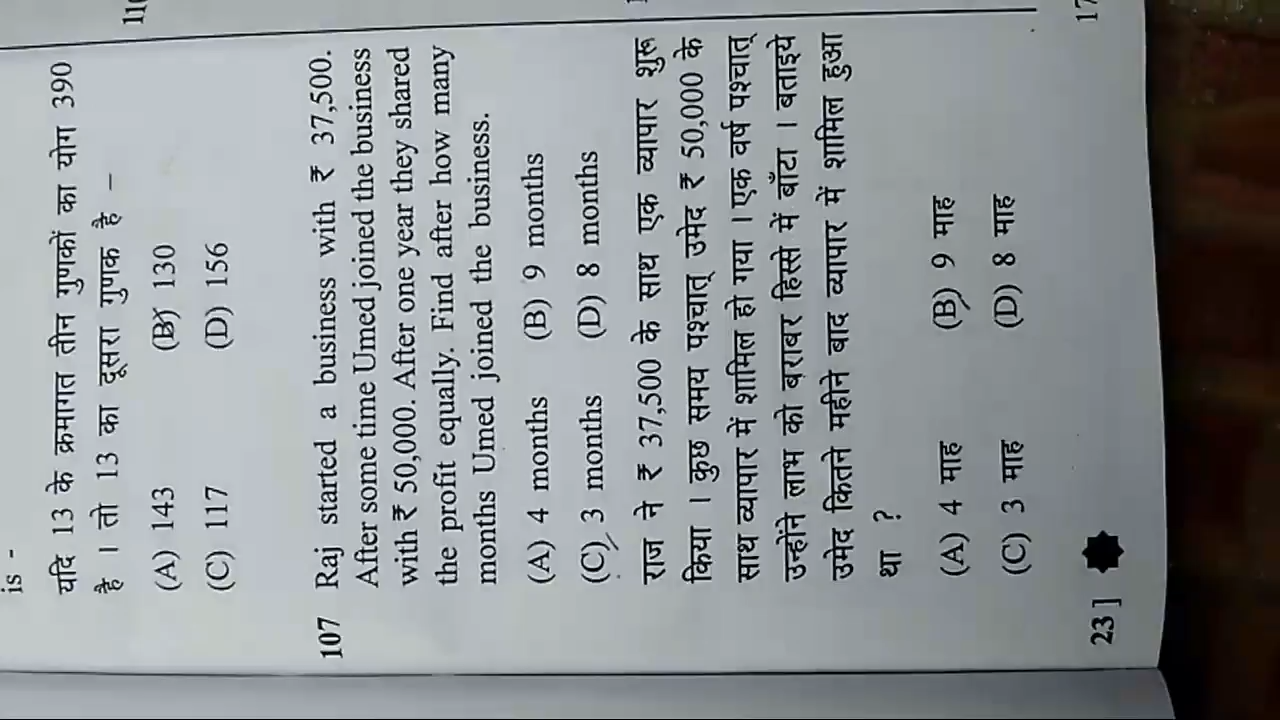 is -
यदि 13 के क्रमागत तीन गुणकों का योग 390
है । तो 13 का दूसरा गुणक है –
(A) 143 (B) 130
(C) 117 (D) 156
107 Raj started a business with ₹ 37,500.
After some time Umed joined the business
with ₹ 50,000. After one year they shared
the profit equally. Find after how many
months Umed joined the business.
(A) 4 months (B) 9 months
(C) 3 months (D) 8 months
राज ने ₹ 37,500 के साथ एक व्यापार शुरू
किया । कुछ समय पश्चात् उमेद ₹ 50,000 के
साथ व्यापार में शामिल हो गया । एक वर्ष पश्चात्
उन्होंने लाभ को बराबर हिस्से में बाँटा । बताइये
उमेद कितने महीने बाद व्यापार में शामिल हुआ
था ?
(A) 4 माह (B) 9 माह
(C) 3 माह (D) 8 माह
23 ]